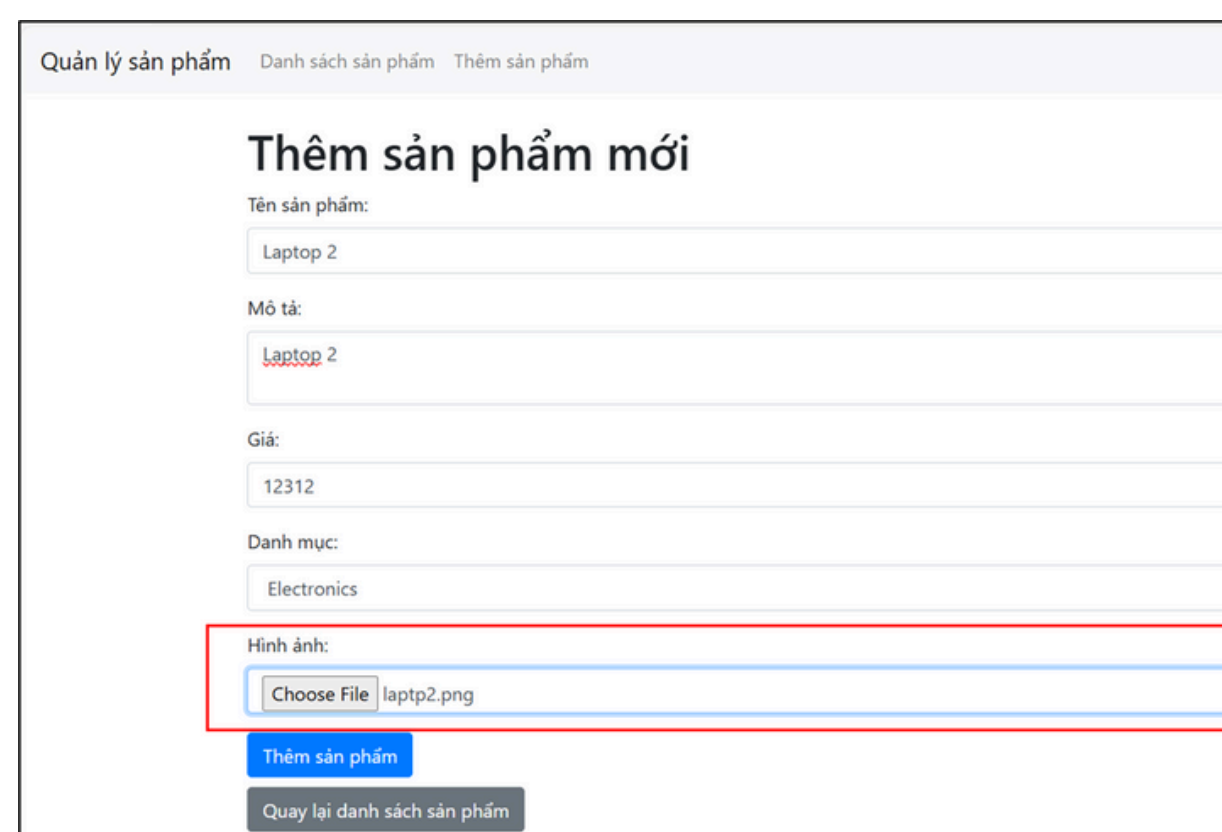 Quản lý sản phẩm Danh sách sản phẩm Thêm sản phẩm
Thêm sản phẩm mới
Tên sản phẩm:
Laptop 2
Mô tả:
Laptop 2
Giá:
12312
Danh mục:
Electronics
Hình ảnh:
Choose File laptp2.png
Thêm sản phẩm
Quay lại danh sách sản phẩm